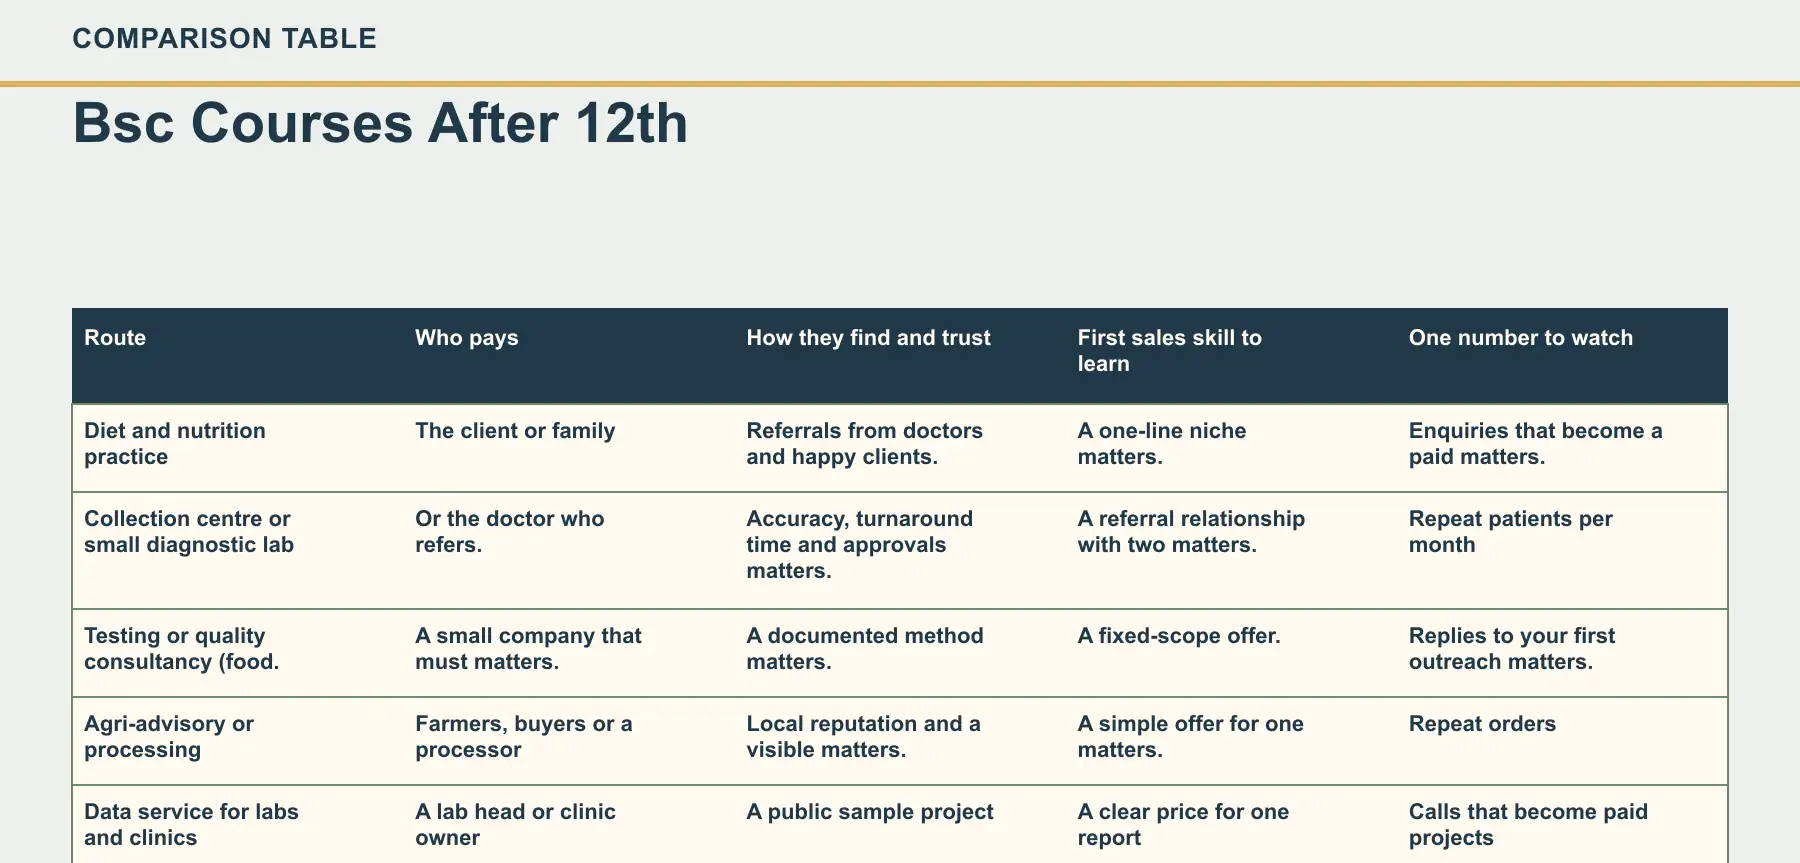 COMPARISON TABLE
Bsc Courses After 12th
Route
Who pays
How they find and trust
First sales skill to
learn
One number to watch
Diet and nutrition
practice
The client or family
Referrals from doctors
and happy clients.
A one-line niche
matters.
Enquiries that become a
paid matters.
Collection centre or
small diagnostic lab
Or the doctor who
refers.
Accuracy, turnaround
time and approvals
matters.
A referral relationship
with two matters.
Repeat patients per
month
Testing or quality
consultancy (food.
A small company that
must matters.
A documented method
matters.
A fixed-scope offer.
Replies to your first
outreach matters.
Agri-advisory or
processing
Farmers, buyers or a
processor
Local reputation and a
visible matters.
A simple offer for one
matters.
Repeat orders
Data service for labs
and clinics
A lab head or clinic
owner
A public sample project
A clear price for one
report
Calls that become paid
projects